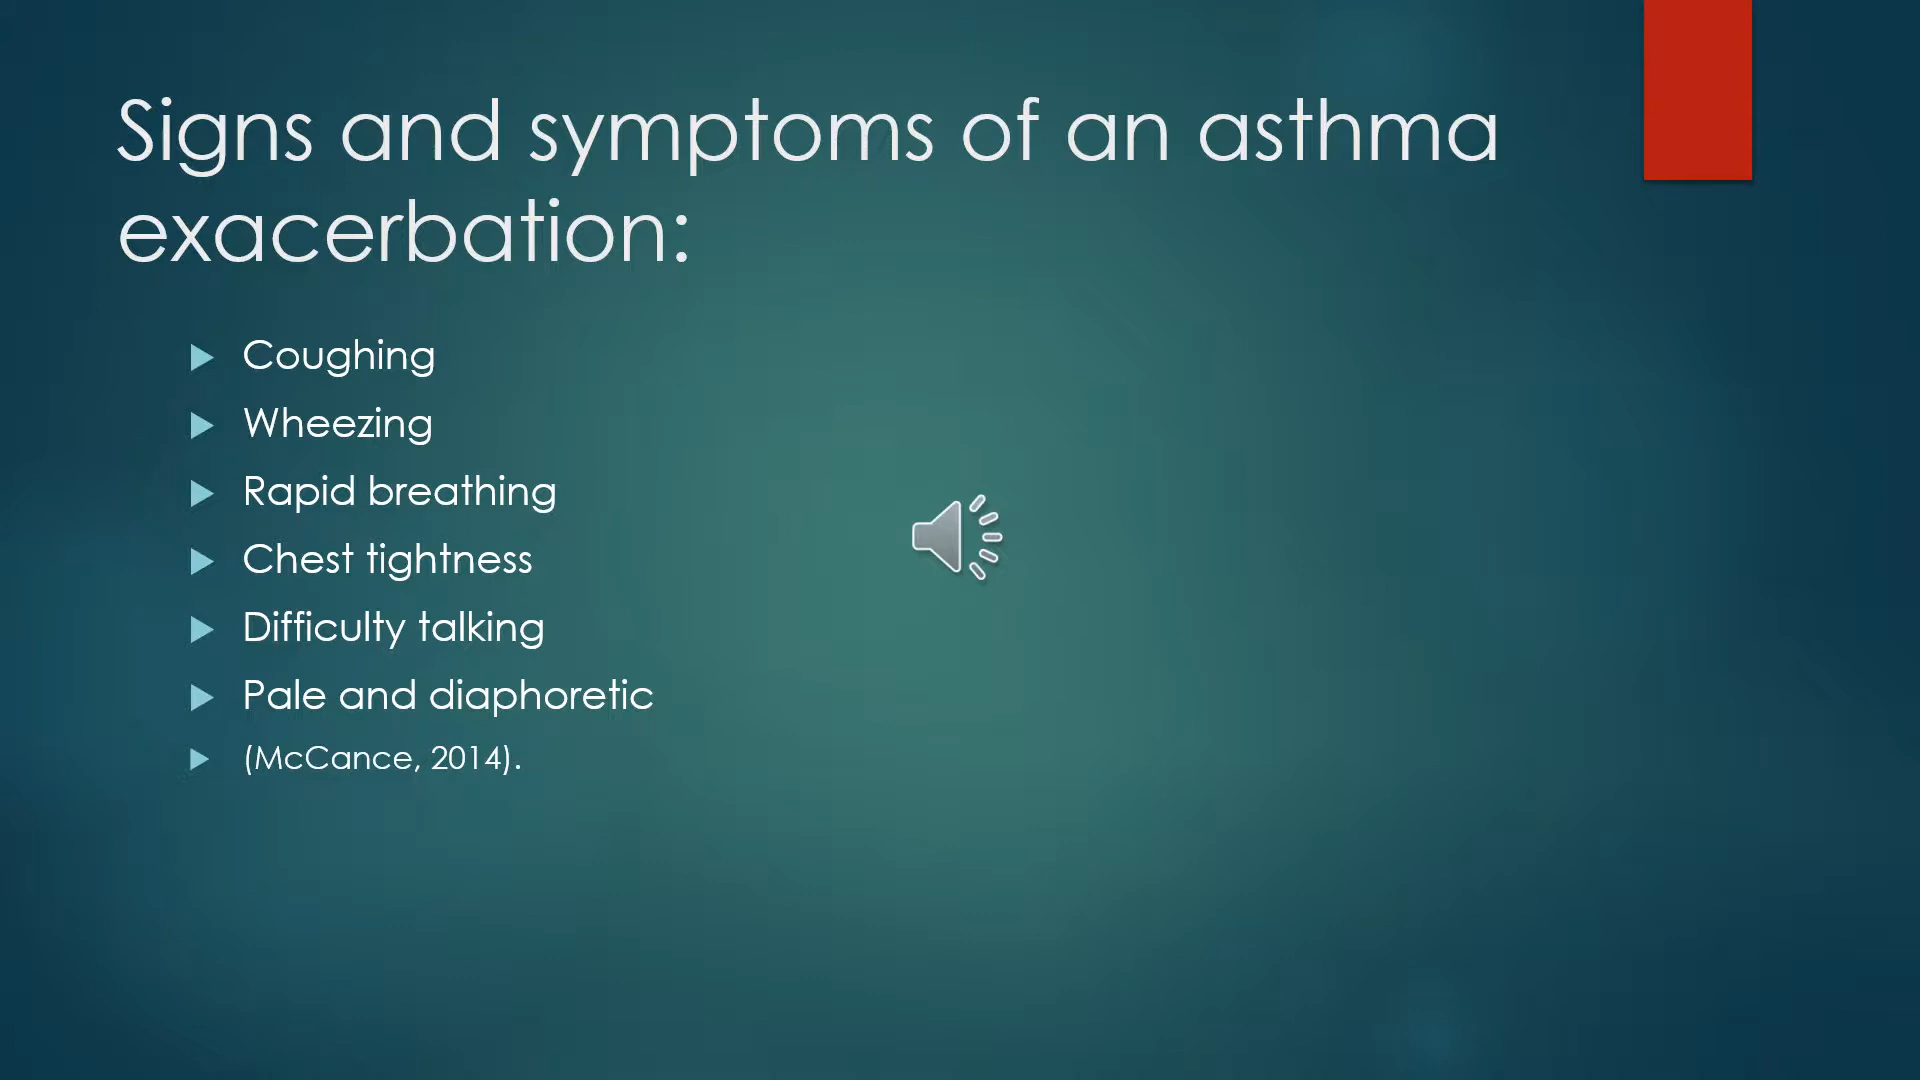 Signs and symptoms of an asthma
exacerbation:
Coughing
Wheezing
Rapid breathing
Chest tightness
Difficulty talking
Pale and diaphoretic
(McCance, 2014).